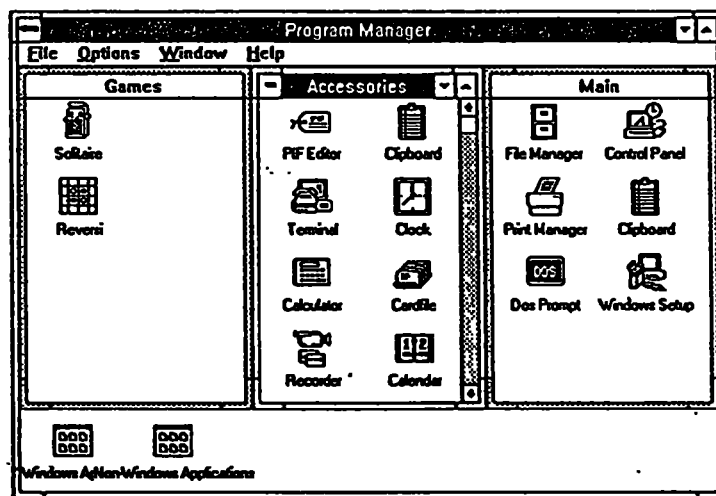 Program Manager
File Options Window Help
Games
Solitaire
Reversi
Accessories
PIF Editor Clipboard
Terminal Clock
Calculator Cardfile
Recorder Calendar
Main
File Manager Control Panel
Print Manager Clipboard
DOS
Dos Prompt Windows Setup
Windows Non-Windows Applications